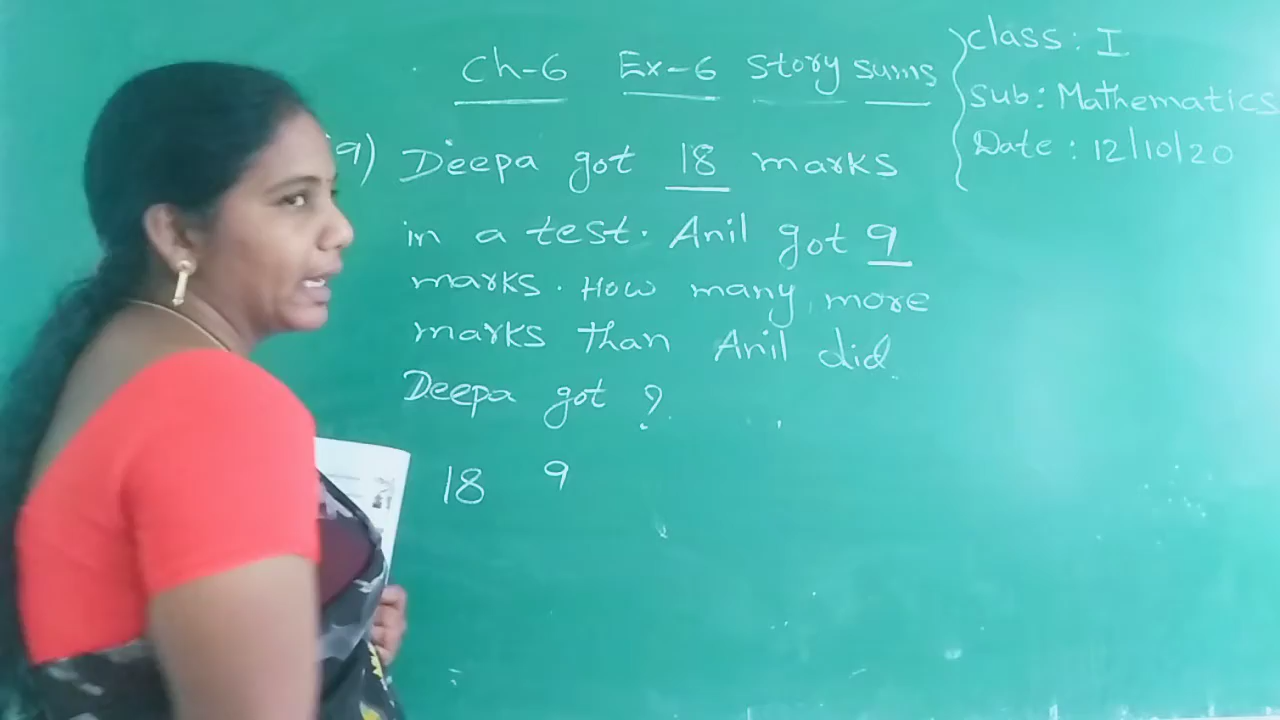 Ch-6 Ex-6 Story sums
class: I
Sub: Mathematics
Date: 12/10/20
9) Deepa got 18 marks
in a test. Anil got 9
marks. How many more
marks than Anil did
Deepa got ?
18 9